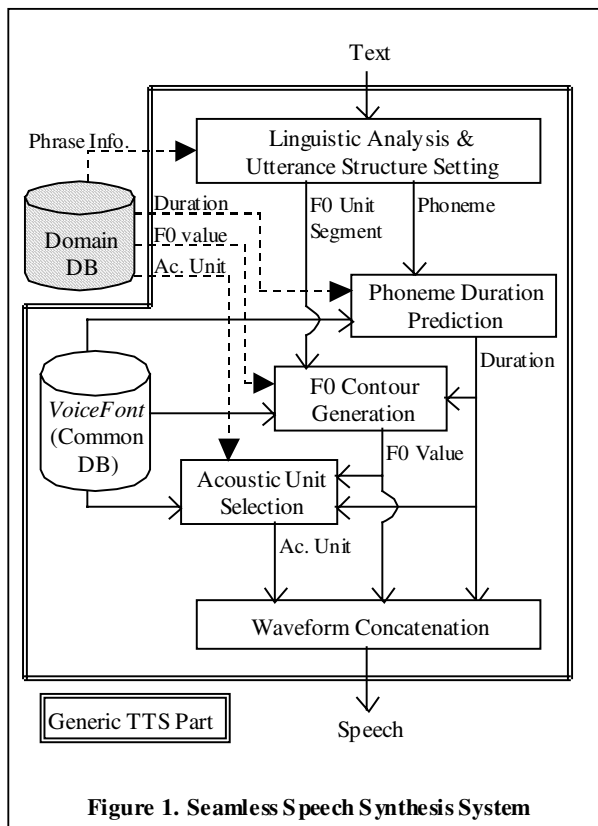 Text
Linguistic Analysis &
Utterance Structure Setting
Phrase Info.
Domain
DB
Duration
F0 value
Ac. Unit
F0 Unit
Segment
Phoneme
Phoneme Duration
Prediction
Duration
VoiceFont
(Common
DB)
F0 Contour
Generation
F0 Value
Acoustic Unit
Selection
Ac. Unit
Waveform Concatenation
Generic TTS Part
Speech
Figure 1. Seamless Speech Synthesis System